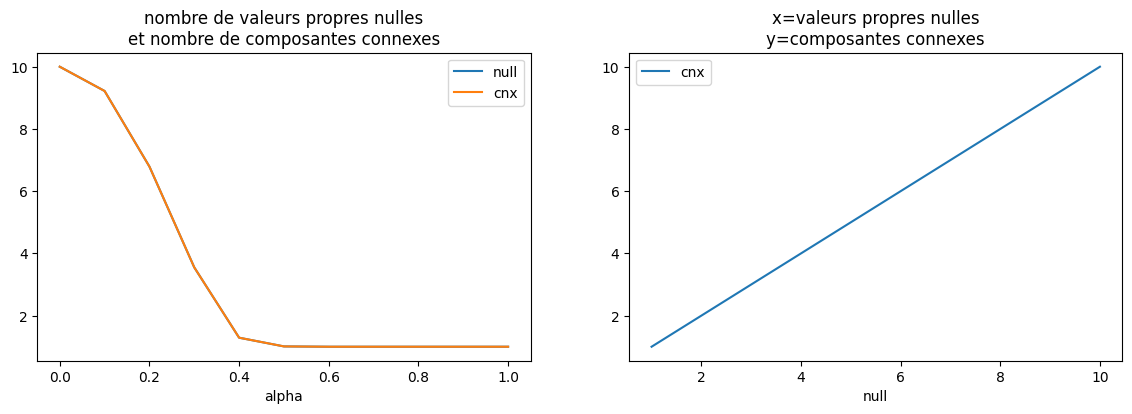 nombre de valeurs propres nulles
et nombre de composantes connexes
10
8
6
4
2
null
cnx
0.0
0.2
0.4
0.6
0.8
1.0
alpha
x=valeurs propres nulles
y=composantes connexes
10
8
6
4
2
cnx
2
4
6
8
10
null